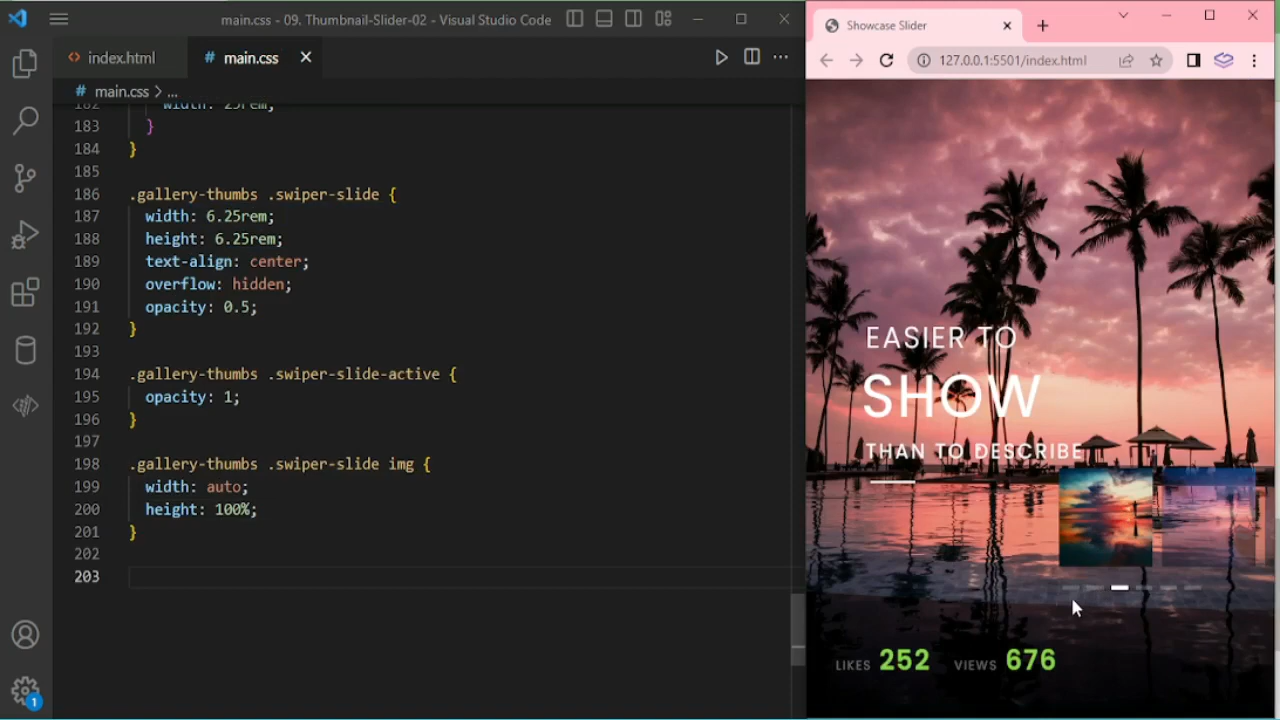 main.css - 09. Thumbnail-Slider-02 - Visual Studio Code
index.html
# main.css
# main.css > ...
182 width: 25rem;
183 }
184 }
185
186 .gallery-thumbs .swiper-slide {
187 width: 6.25rem;
188 height: 6.25rem;
189 text-align: center;
190 overflow: hidden;
191 opacity: 0.5;
192 }
193
194 .gallery-thumbs .swiper-slide-active {
195 opacity: 1;
196 }
197
198 .gallery-thumbs .swiper-slide img {
199 width: auto;
200 height: 100%;
201 }
202
203
1
Showcase Slider
127.0.0.1:5501/index.html
EASIER TO
SHOW
THAN TO DESCRIBE
LIKES 252 VIEWS 676